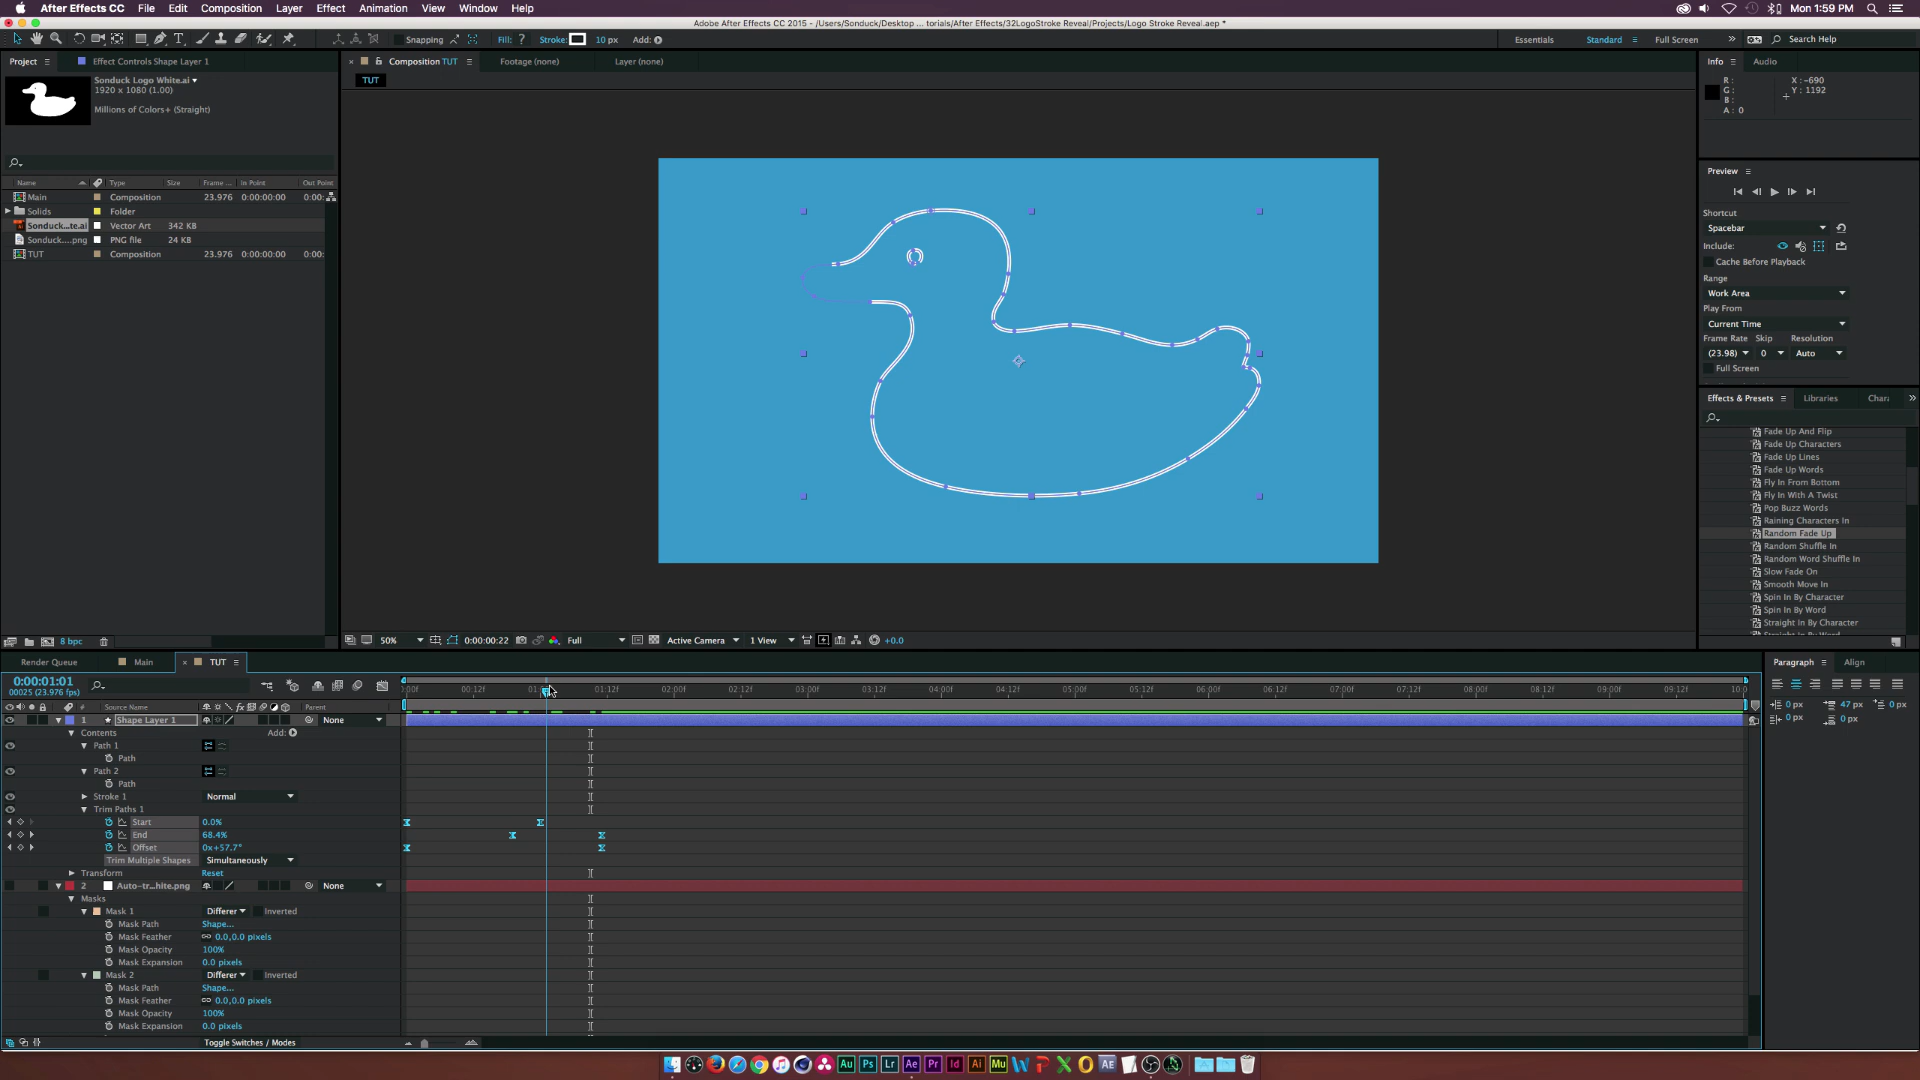 After Effects CC File Edit Composition Layer Effect Animation View Window Help Mon 1:59 PM
Adobe After Effects CC 2015 - /Users/Sonduck/Desktop ... torials/After Effects/32LogoStroke Reveal/Projects/Logo Stroke Reveal.aep *
Snapping Fill: ? Stroke: 10 px Add: Essentials Standard Full Screen Search Help
Project Effect Controls Shape Layer 1 Composition TUT Footage (none) Layer (none) Info Audio
TUT
Sonduck Logo White.ai
1920 x 1080 (1.00)
Millions of Colors+ (Straight)
R: X: -690
G: Y: 1192
B:
A: 0
Name Type Size Frame ... In Point Out Point
Main Composition 23.976 0:00:00:00 0:00:
Solids Folder
Sonduck...te.ai Vector Art 342 KB
Sonduck....png PNG file 24 KB
TUT Composition 23.976 0:00:00:00 0:00:
8 bpc
Preview
Shortcut
Spacebar
Include:
Cache Before Playback
Range
Work Area
Play From
Current Time
Frame Rate Skip Resolution
(23.98) 0 Auto
Full Screen
Effects & Presets Libraries Chara
Fade Up And Flip
Fade Up Characters
Fade Up Lines
Fade Up Words
Fly In From Bottom
Fly In With A Twist
Pop Buzz Words
Raining Characters In
Random Fade Up
Random Shuffle In
Random Word Shuffle In
Slow Fade On
Smooth Move In
Spin In By Character
Spin In By Word
Straight In By Character
Straight In By Word
50% 0:00:00:22 Full Active Camera 1 View +0.0
Render Queue Main TUT
0:00:01:01
00025 (23.976 fps)
:00f 00:12f 01:0 01:12f 02:00f 02:12f 03:00f 03:12f 04:00f 04:12f 05:00f 05:12f 06:00f 06:12f 07:00f 07:12f 08:00f 08:12f 09:00f 09:12f 10:0
# Source Name Parent
1 Shape Layer 1 None
Contents Add:
Path 1
Path
Path 2
Path
Stroke 1 Normal
Trim Paths 1
Start 0.0%
End 68.4%
Offset 0x+57.7°
Trim Multiple Shapes Simultaneously
Transform Reset
2 Auto-tr...hite.png None
Masks
Mask 1 Differer Inverted
Mask Path Shape...
Mask Feather 0.0,0.0 pixels
Mask Opacity 100%
Mask Expansion 0.0 pixels
Mask 2 Differer Inverted
Mask Path Shape...
Mask Feather 0.0,0.0 pixels
Mask Opacity 100%
Mask Expansion 0.0 pixels
Toggle Switches / Modes
Paragraph Align
0 px 47 px 0 px
0 px 0 px
Au Ps Lr Ae Pr Id Ai Mu W P X O AE